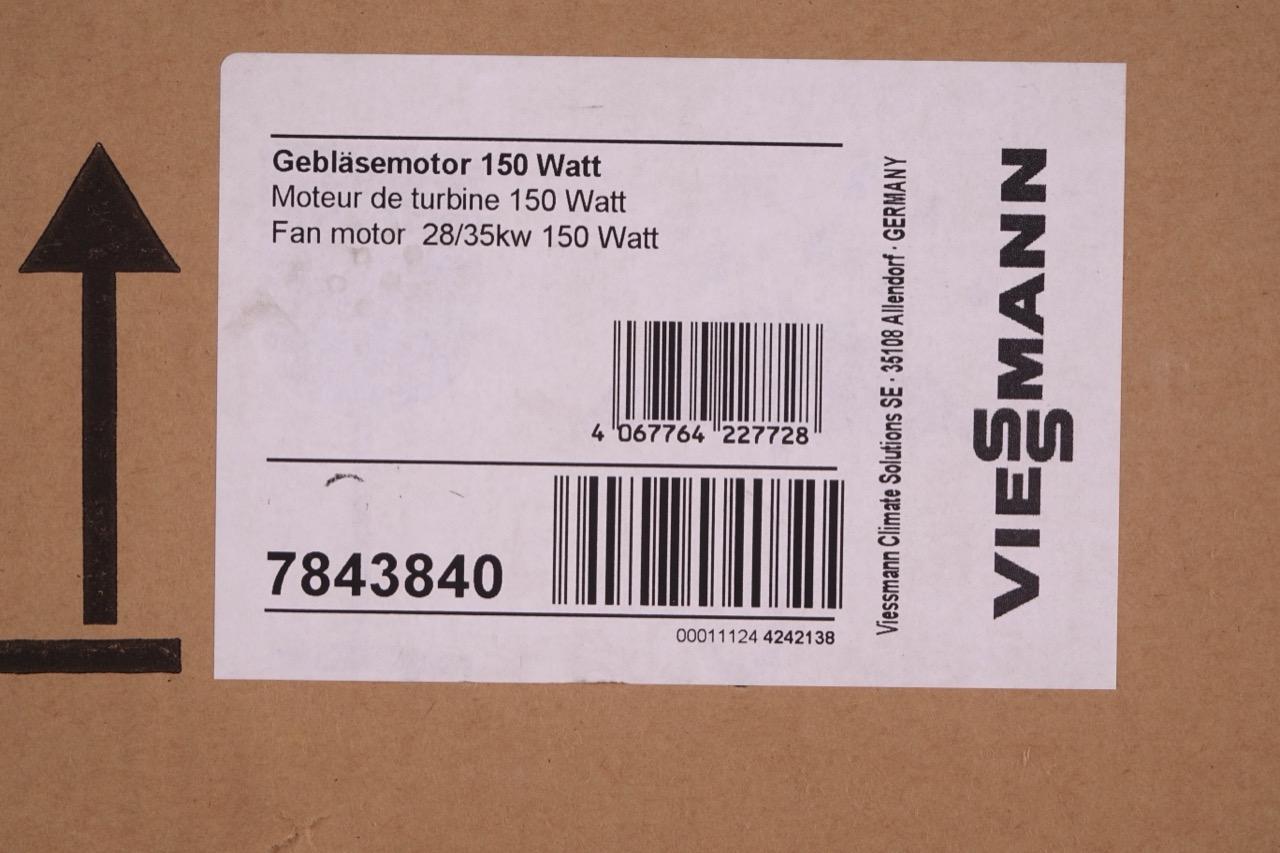 Gebläsemotor 150 Watt
Moteur de turbine 150 Watt
Fan motor  28/35kw 150 Watt
4 067764 227728
7843840
00011124 4242138
Viessmann Climate Solutions SE · 35108 Allendorf · GERMANY
VIESSMANN